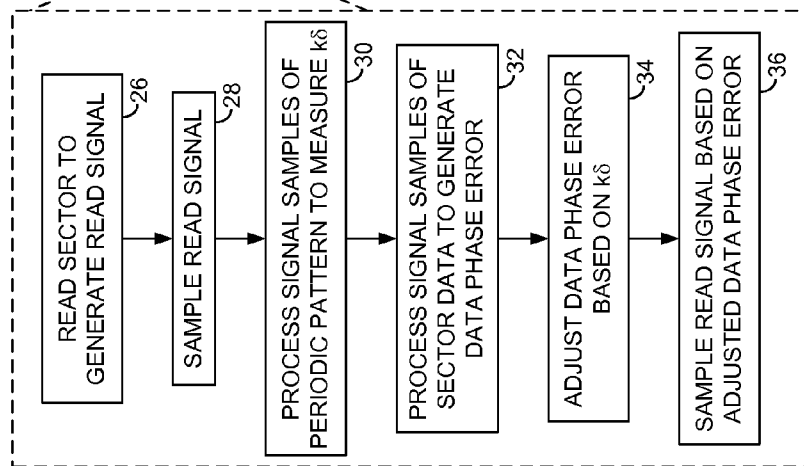 READ SECTOR TO
GENERATE READ SIGNAL
26
SAMPLE READ SIGNAL
28
PROCESS SIGNAL SAMPLES OF
PERIODIC PATTERN TO MEASURE kδ
30
PROCESS SIGNAL SAMPLES OF
SECTOR DATA TO GENERATE
DATA PHASE ERROR
32
ADJUST DATA PHASE ERROR
BASED ON kδ
34
SAMPLE READ SIGNAL BASED ON
ADJUSTED DATA PHASE ERROR
36